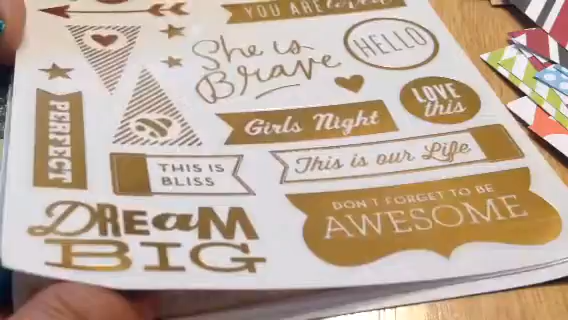 YOU ARE loved
She is
Brave
HELLO
LOVE
this
PERFECT
Girls Night
THIS IS
BLISS
This is our Life
DREaM
BIG
DON'T FORGET TO BE
AWESOME